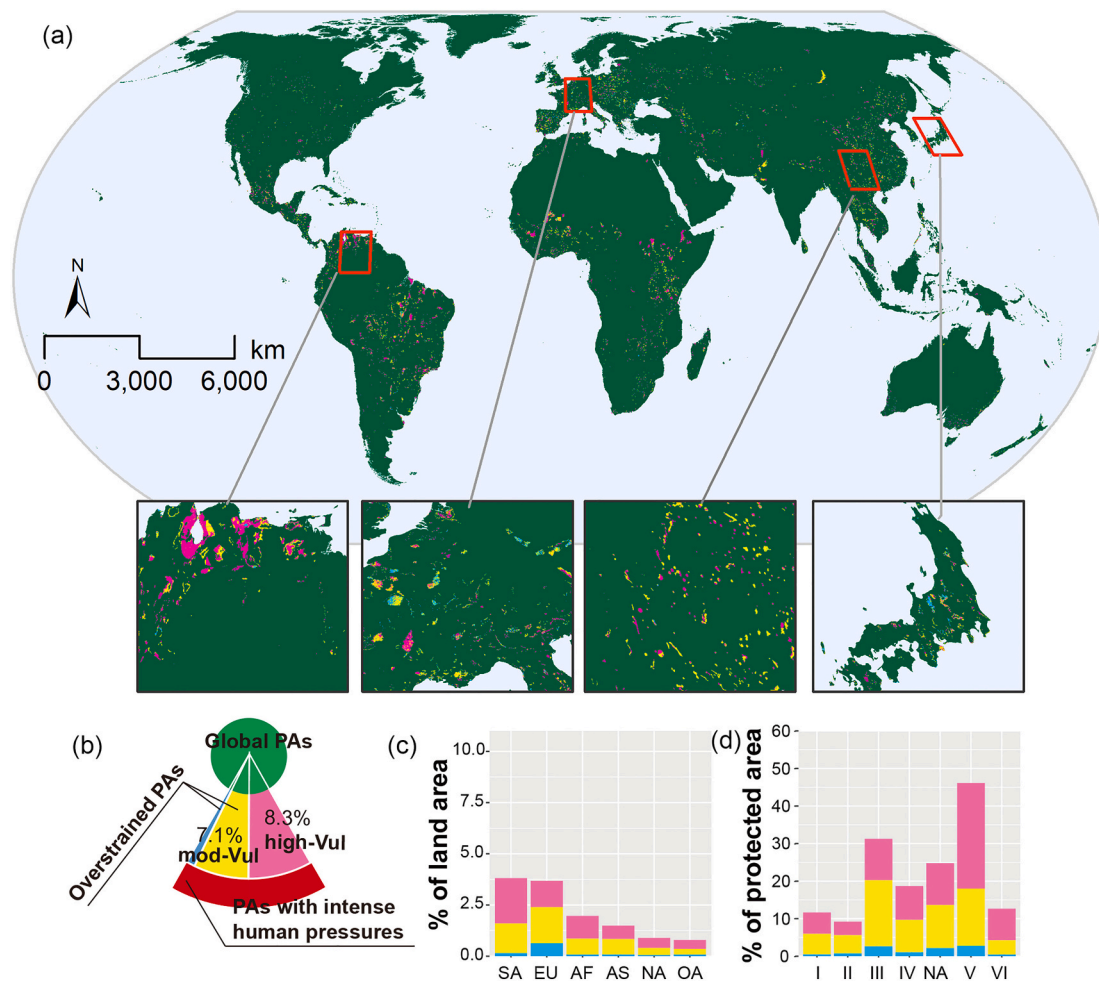 (a)
N
km
0 3,000 6,000
(b)
Global PAs
Overstrained PAs
7.1%
mod-Vul
8.3%
high-Vul
PAs with intense
human pressures
(c)
% of land area
10.0
7.5
5.0
2.5
0.0
SA EU AF AS NA OA
(d)
% of protected area
60
50
40
30
20
10
0
I II III IV NA V VI